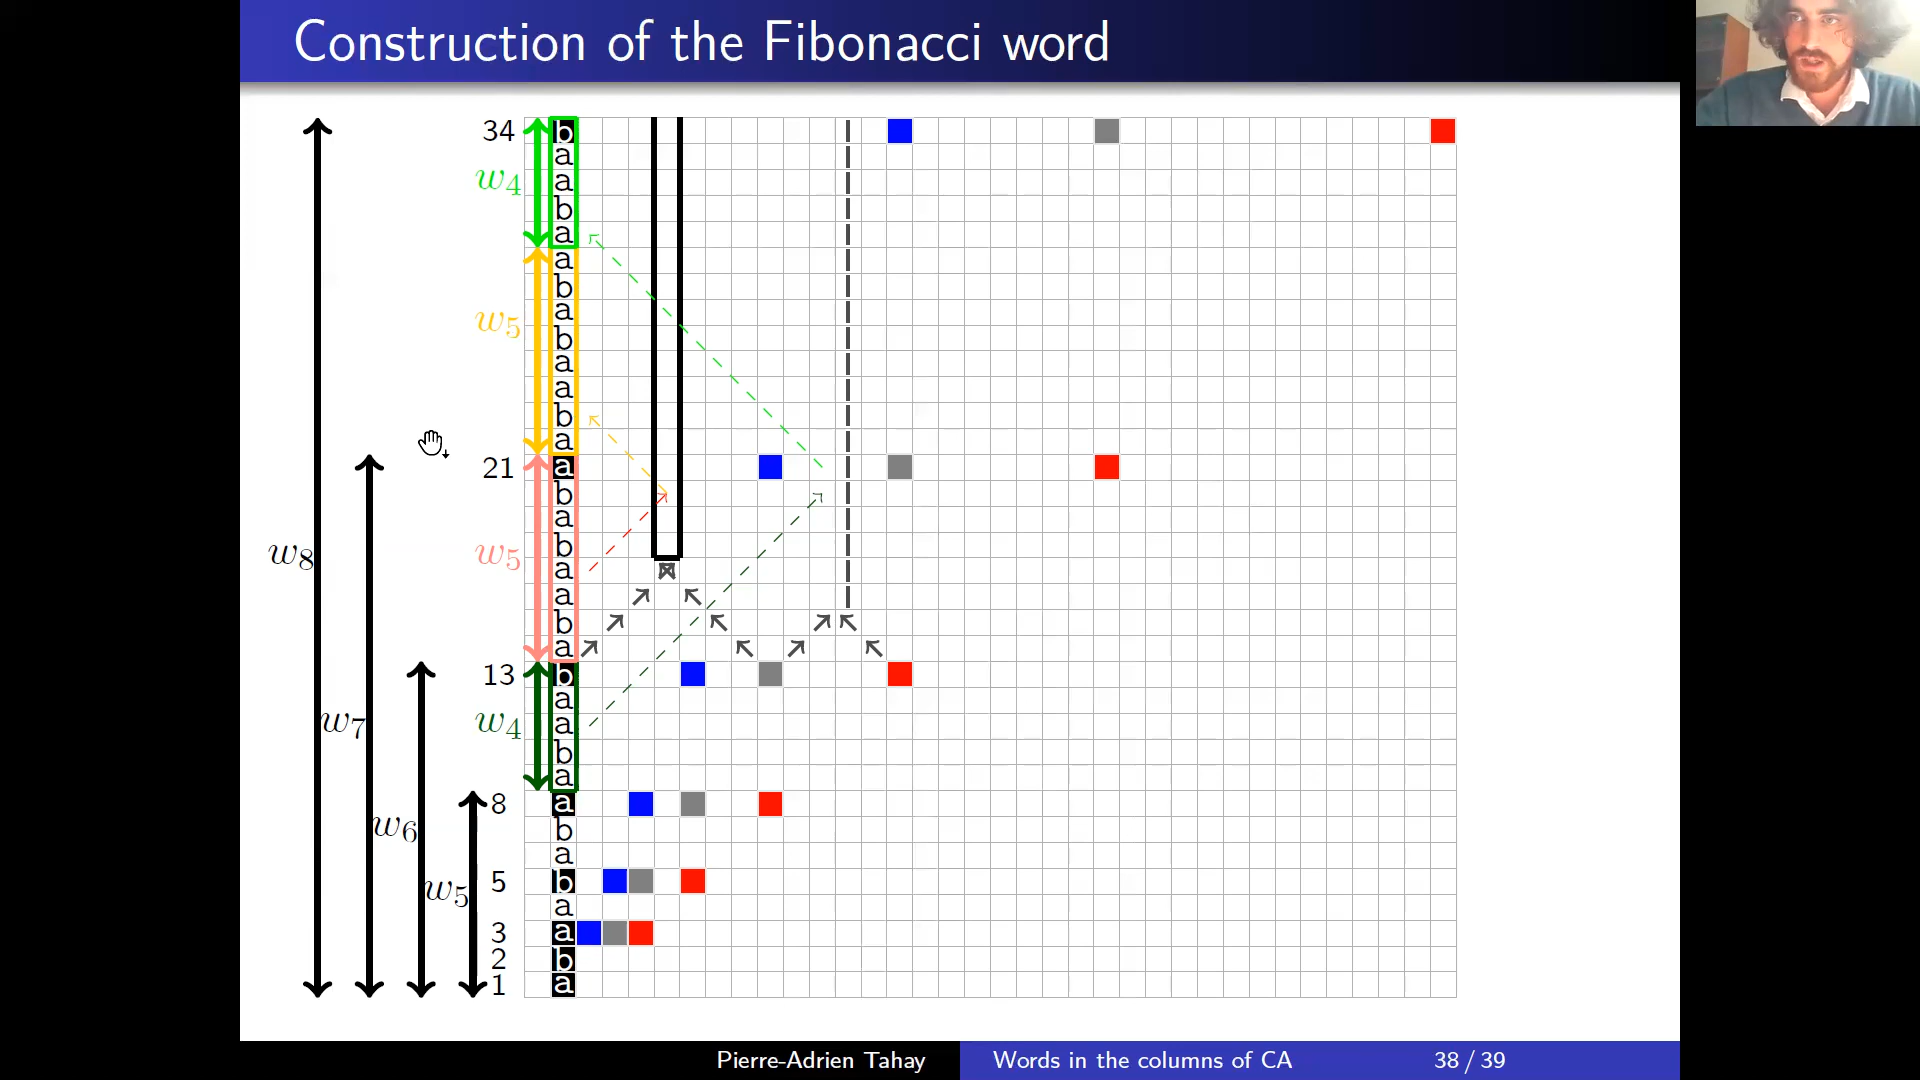 Construction of the Fibonacci word
34 b
a
w4 a
b
a
a
b
w5 a
b
a
a
b
a
21 a
b
a
w8 w5 b
a
a
b
a
13 b
a
w7 w4 a
b
a
8 a
w6 b
a
w5 5 b
a
3 a
2 b
1 a
Pierre-Adrien Tahay Words in the columns of CA 38 / 39